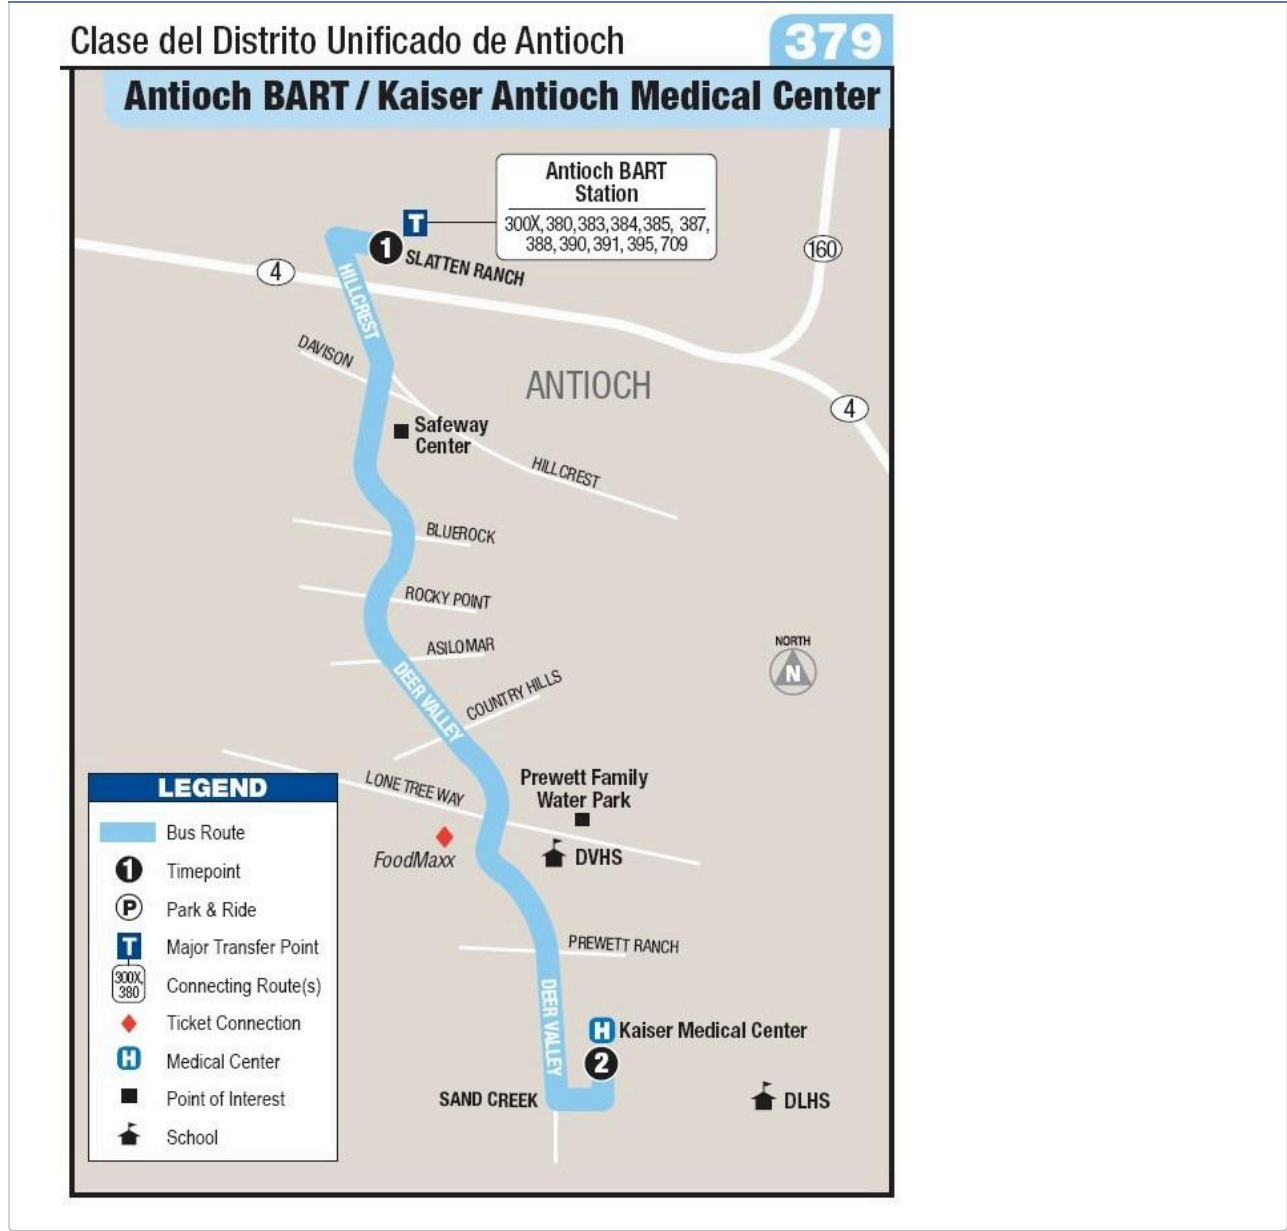 Clase del Distrito Unificado de Antioch
379
Antioch BART / Kaiser Antioch Medical Center
Antioch BART
Station
300X, 380, 383, 384, 385, 387,
388, 390, 391, 395, 709
T
1
SLATTEN RANCH
160
4
HILLCREST
DAVISON
ANTIOCH
4
Safeway
Center
HILLCREST
BLUEROCK
ROCKY POINT
ASILOMAR
NORTH
N
DEER VALLEY
COUNTRY HILLS
LONE TREE WAY
Prewett Family
Water Park
FoodMaxx
DVHS
PREWETT RANCH
DEER VALLEY
H Kaiser Medical Center
2
SAND CREEK
DLHS
LEGEND
Bus Route
1 Timepoint
P Park & Ride
T Major Transfer Point
300X,
380
Connecting Route(s)
Ticket Connection
H Medical Center
Point of Interest
School